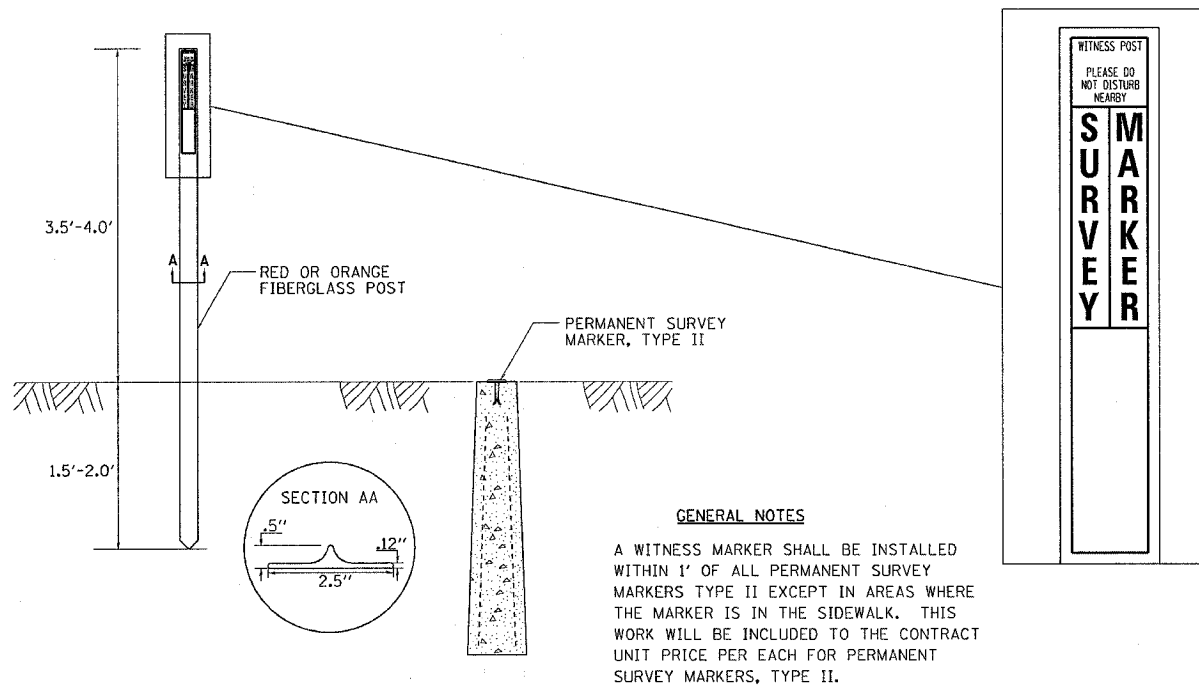 3.5'-4.0'
A A
RED OR ORANGE
FIBERGLASS POST
PERMANENT SURVEY
MARKER, TYPE II
1.5'-2.0'
SECTION AA
.5"
.12"
2.5"
WITNESS POST
PLEASE DO
NOT DISTURB
NEARBY
SURVEY
MARKER
GENERAL NOTES
A WITNESS MARKER SHALL BE INSTALLED
WITHIN 1' OF ALL PERMANENT SURVEY
MARKERS TYPE II EXCEPT IN AREAS WHERE
THE MARKER IS IN THE SIDEWALK. THIS
WORK WILL BE INCLUDED TO THE CONTRACT
UNIT PRICE PER EACH FOR PERMANENT
SURVEY MARKERS, TYPE II.